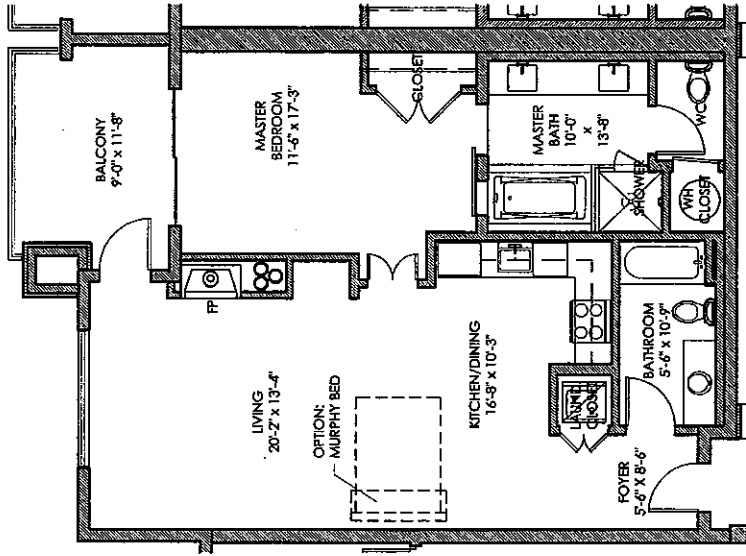 BALCONY
9'-0" x 11'-8"
MASTER
BEDROOM
11'-6" x 17'-3"
CLOSET
MASTER
BATH
10'-0"
x
13'-8"
WC
SHOWER
WH
CLOSET
FP
LIVING
20'-2" x 13'-4"
OPTION:
MURPHY BED
KITCHEN/DINING
16'-8" x 10'-3"
LAUND
CLOSET
BATHROOM
5'-6" x 10'-9"
FOYER
5'-6" X 8'-6"